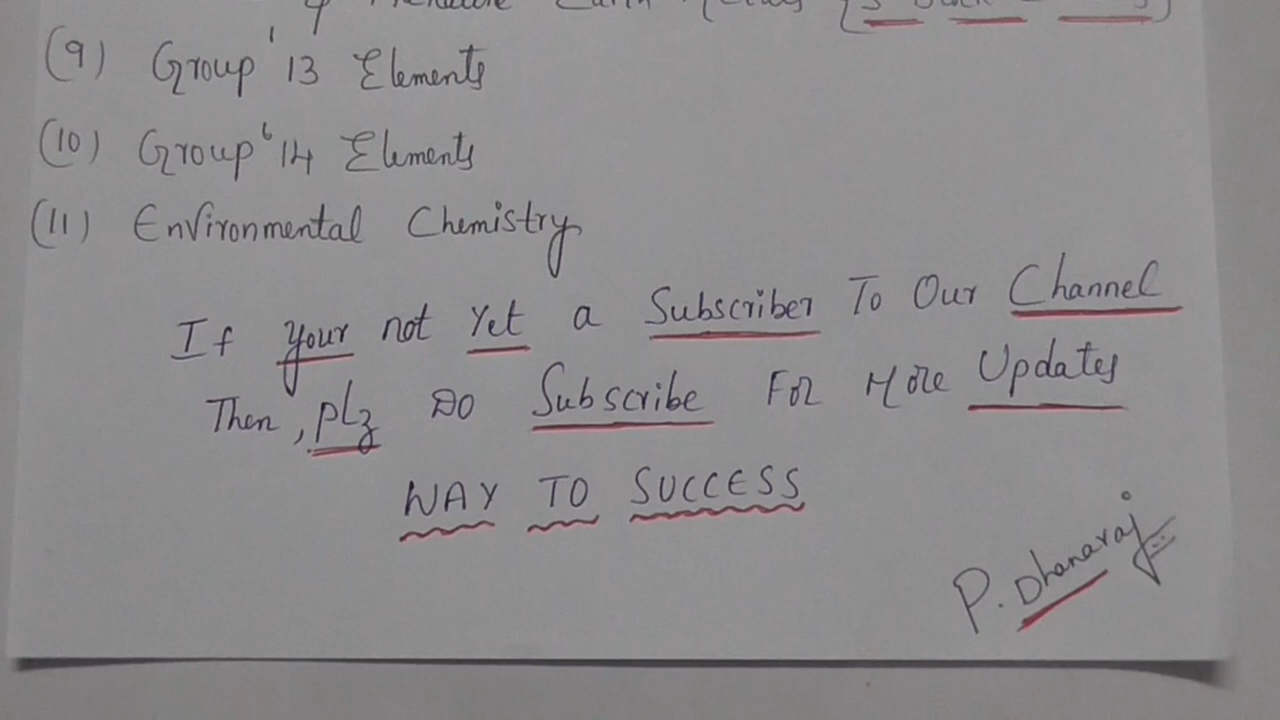 Earth
(9) Group 13 Elements
(10) Group 14 Elements
(11) Environmental Chemistry
If your not Yet a Subscriber To Our Channel
Then, plz Do Subscribe For More Updates
WAY TO SUCCESS
P. Dhanaraj